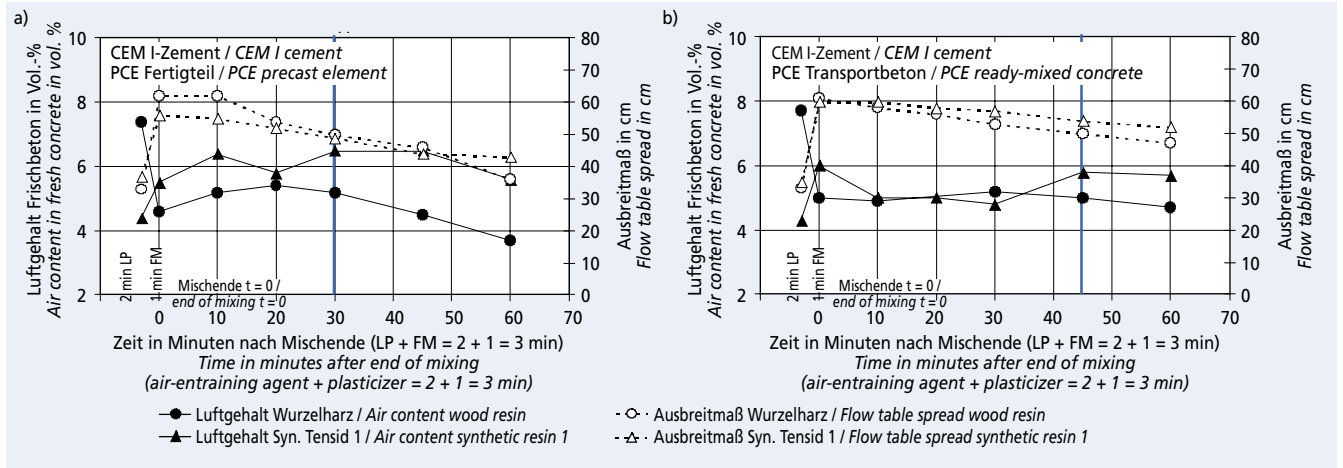 a)
10
8
6
4
2
Luftgehalt Frischbeton in Vol.-%
Air content in fresh concrete in vol. %
CEM I-Zement / CEM I cement
PCE Fertigteil / PCE precast element
2 min LP
1 min FM
Mischende t = 0 /
end of mixing t = 0
80
70
60
50
40
30
20
10
0
Ausbreitmaß in cm
Flow table spread in cm
0 10 20 30 40 50 60 70
Zeit in Minuten nach Mischende (LP + FM = 2 + 1 = 3 min)
Time in minutes after end of mixing
(air-entraining agent + plasticizer = 2 + 1 = 3 min)
b)
10
8
6
4
2
Luftgehalt Frischbeton in Vol.-%
Air content in fresh concrete in vol. %
CEM I-Zement / CEM I cement
PCE Transportbeton / PCE ready-mixed concrete
2 min LP
1 min FM
Mischende t = 0 /
end of mixing t = 0
80
70
60
50
40
30
20
10
0
Ausbreitmaß in cm
Flow table spread in cm
0 10 20 30 40 50 60 70
Zeit in Minuten nach Mischende (LP + FM = 2 + 1 = 3 min)
Time in minutes after end of mixing
(air-entraining agent + plasticizer = 2 + 1 = 3 min)
Luftgehalt Wurzelharz / Air content wood resin
Ausbreitmaß Wurzelharz / Flow table spread wood resin
Luftgehalt Syn. Tensid 1 / Air content synthetic resin 1
Ausbreitmaß Syn. Tensid 1 / Flow table spread synthetic resin 1